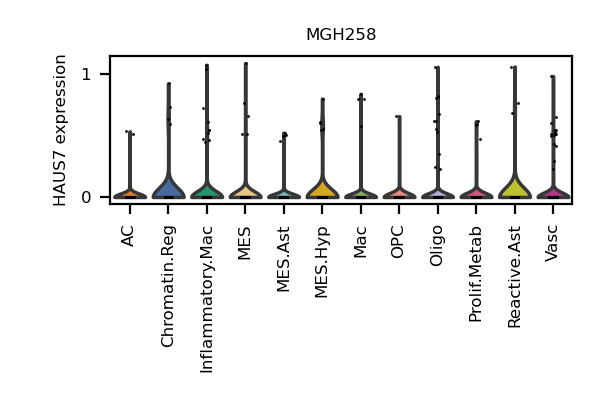 MGH258
HAUS7 expression
1
0
AC
Chromatin.Reg
Inflammatory.Mac
MES
MES.Ast
MES.Hyp
Mac
OPC
Oligo
Prolif.Metab
Reactive.Ast
Vasc